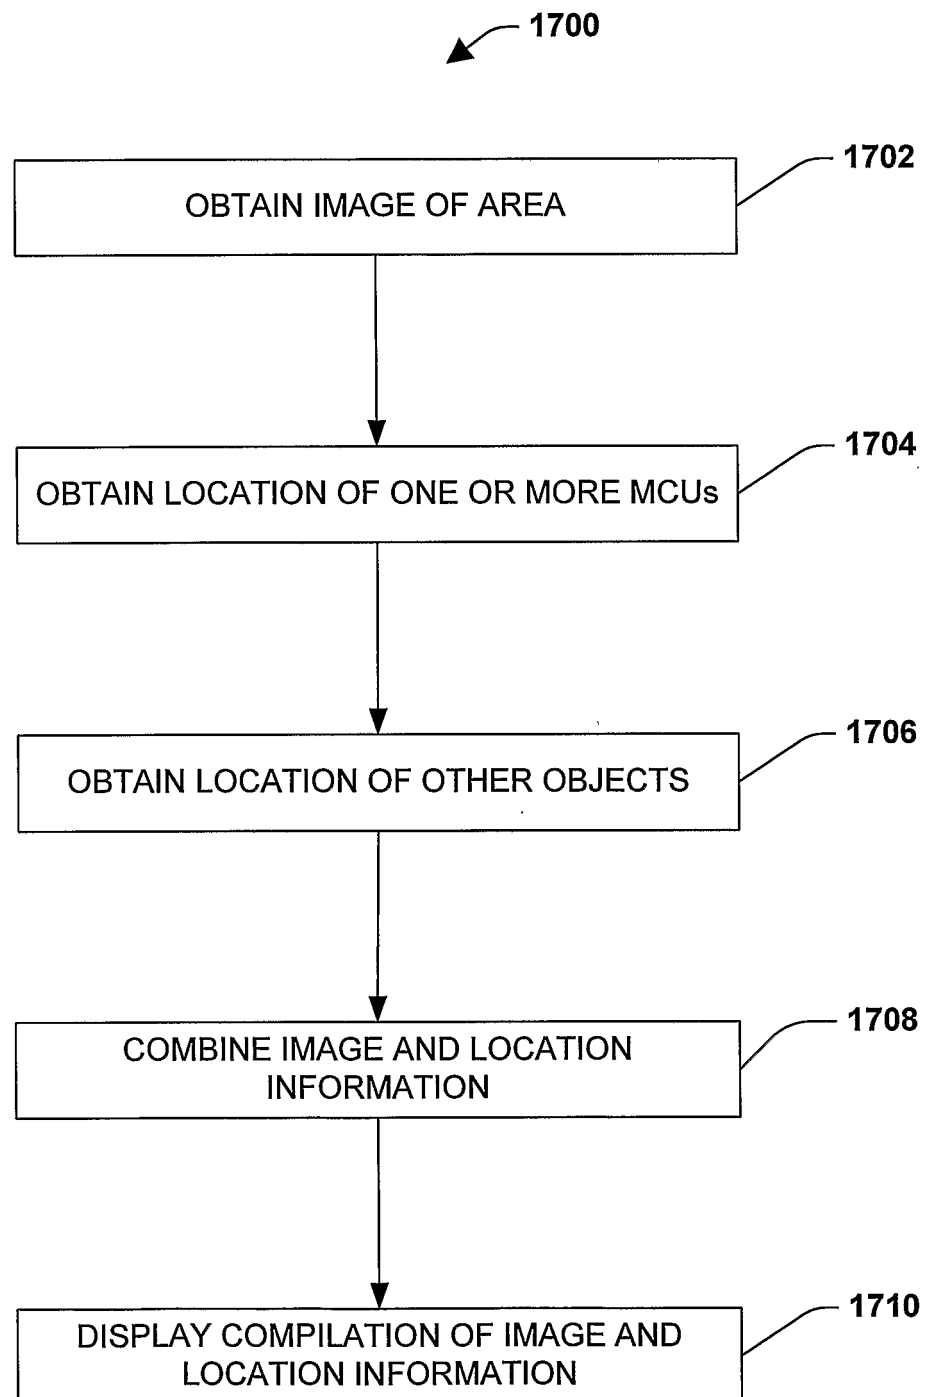 1700
1702
OBTAIN IMAGE OF AREA
1704
OBTAIN LOCATION OF ONE OR MORE MCUs
1706
OBTAIN LOCATION OF OTHER OBJECTS
1708
COMBINE IMAGE AND LOCATION
INFORMATION
1710
DISPLAY COMPILATION OF IMAGE AND
LOCATION INFORMATION